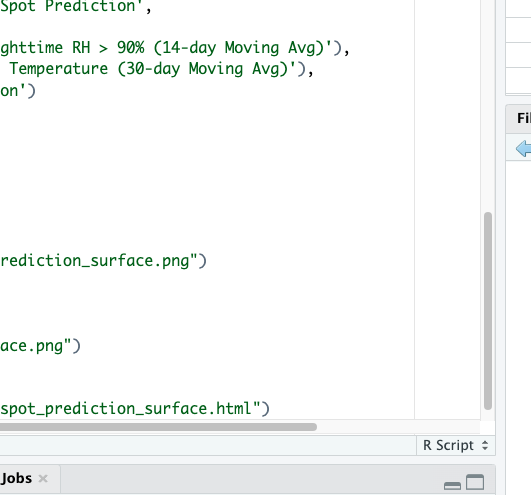 Spot Prediction',
ghttime RH > 90% (14-day Moving Avg)'),
Temperature (30-day Moving Avg)'),
on')
rediction_surface.png")
ace.png")
spot_prediction_surface.html")
R Script
Jobs
Fi